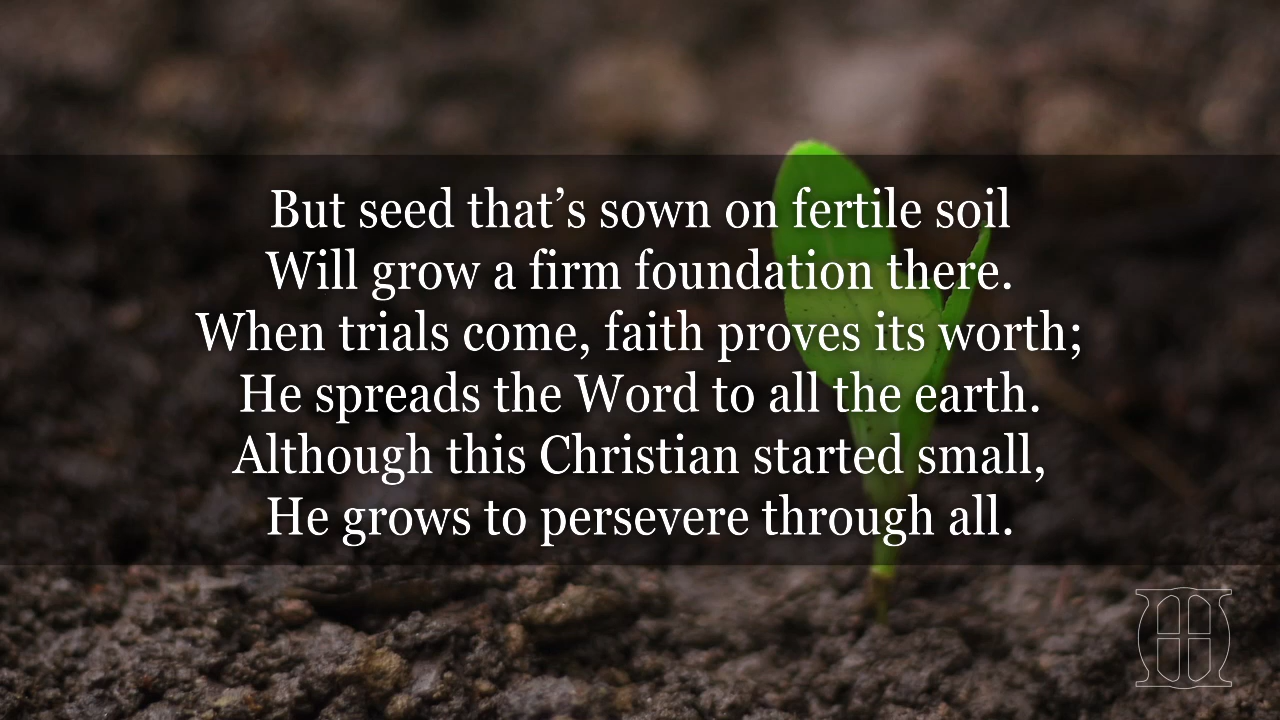 But seed that’s sown on fertile soil
Will grow a firm foundation there.
When trials come, faith proves its worth;
He spreads the Word to all the earth.
Although this Christian started small,
He grows to persevere through all.